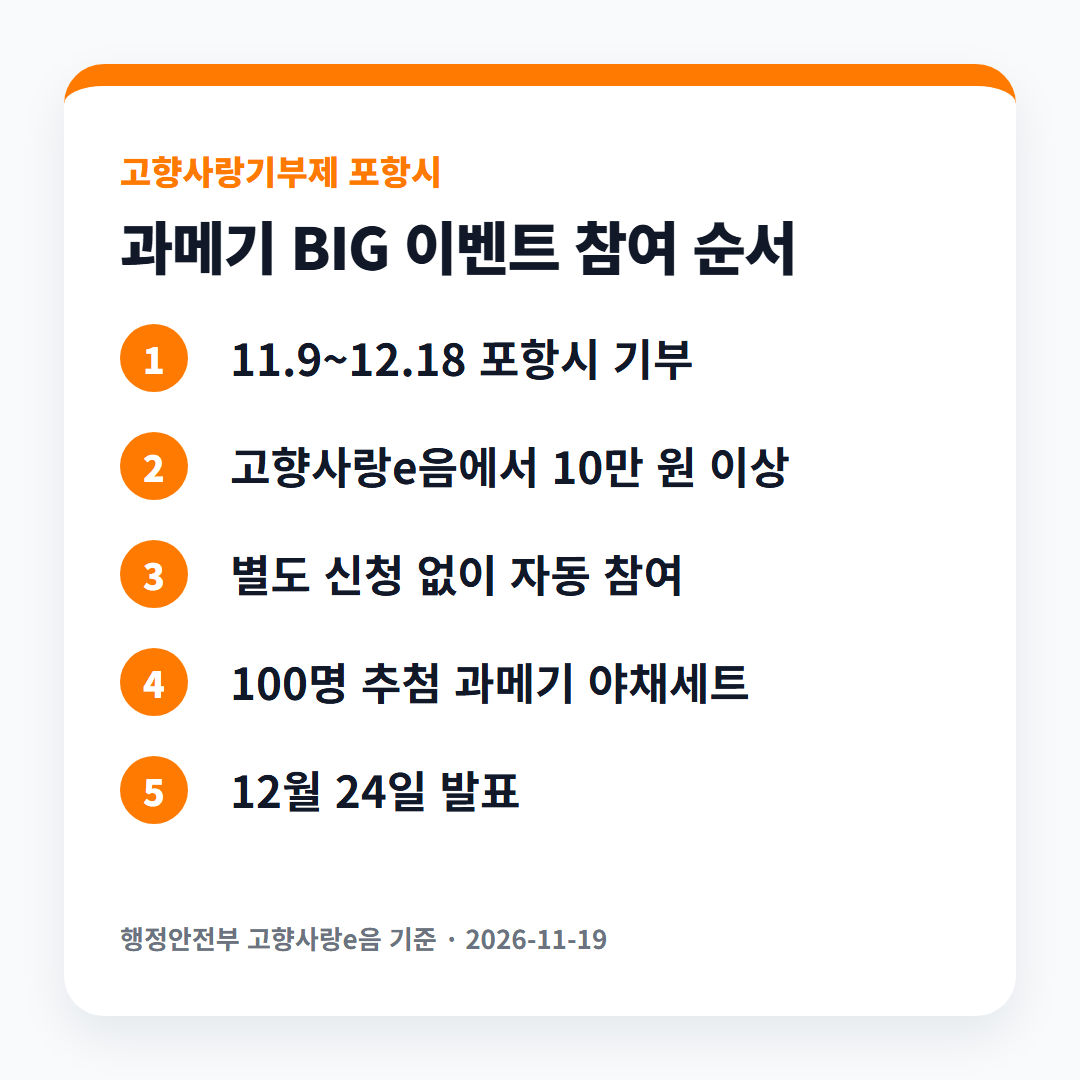 고향사랑기부제 포항시
과메기 BIG 이벤트 참여 순서
1 11.9~12.18 포항시 기부
2 고향사랑e음에서 10만 원 이상
3 별도 신청 없이 자동 참여
4 100명 추첨 과메기 야채세트
5 12월 24일 발표
행정안전부 고향사랑e음 기준 · 2026-11-19